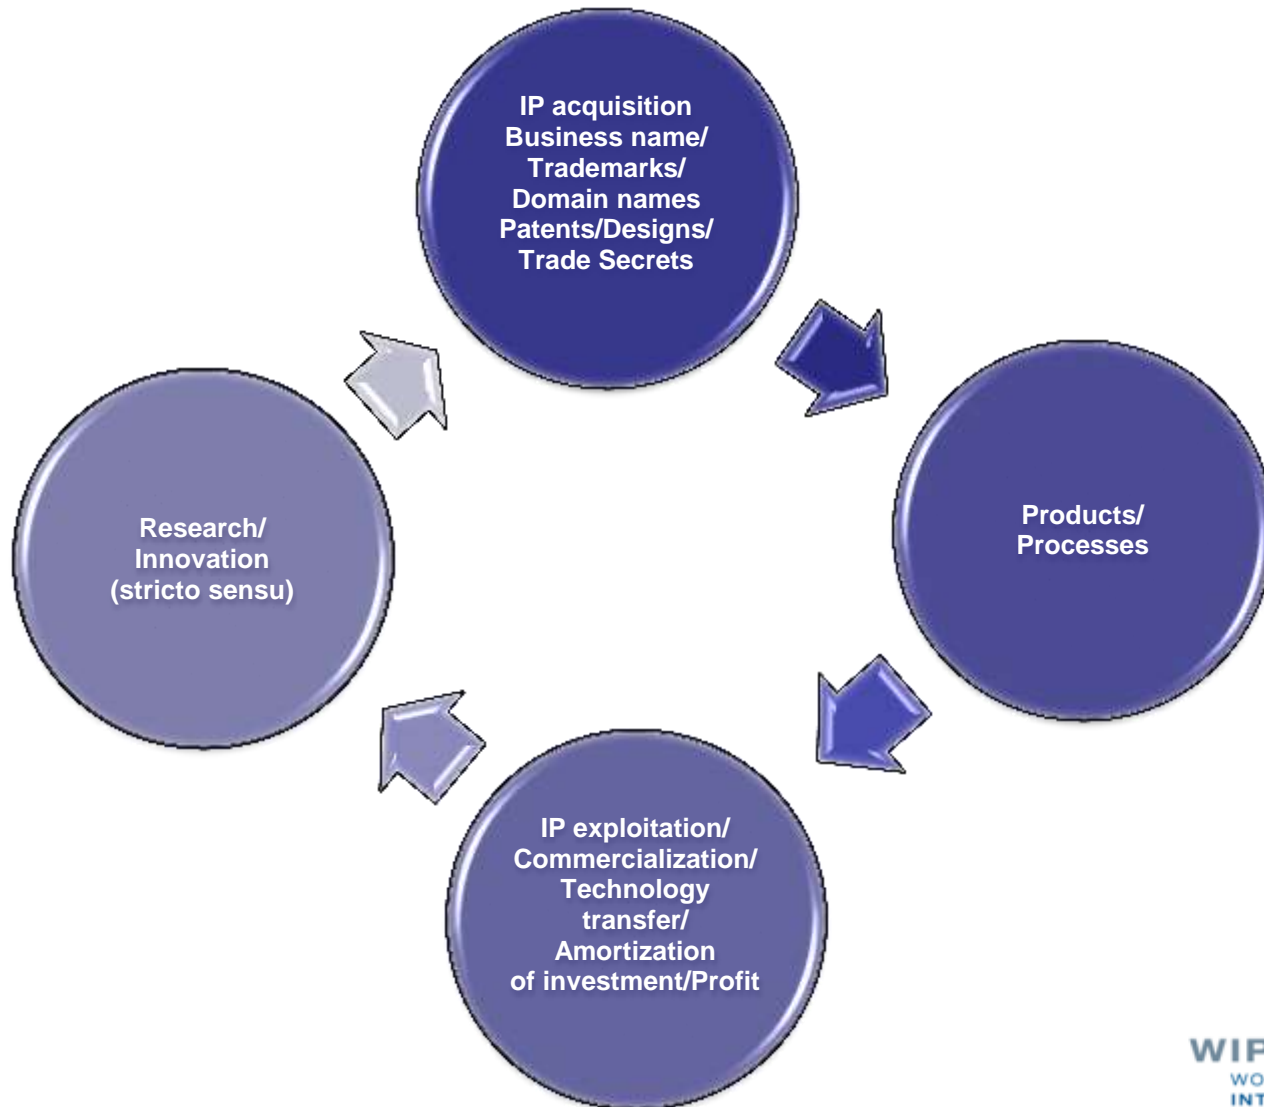 IP acquisition
Business name/
Trademarks/
Domain names
Patents/Designs/
Trade Secrets
Products/
Processes
Research/
Innovation
(stricto sensu)
IP exploitation/
Commercialization/
Technology
transfer/
Amortization
of investment/Profit